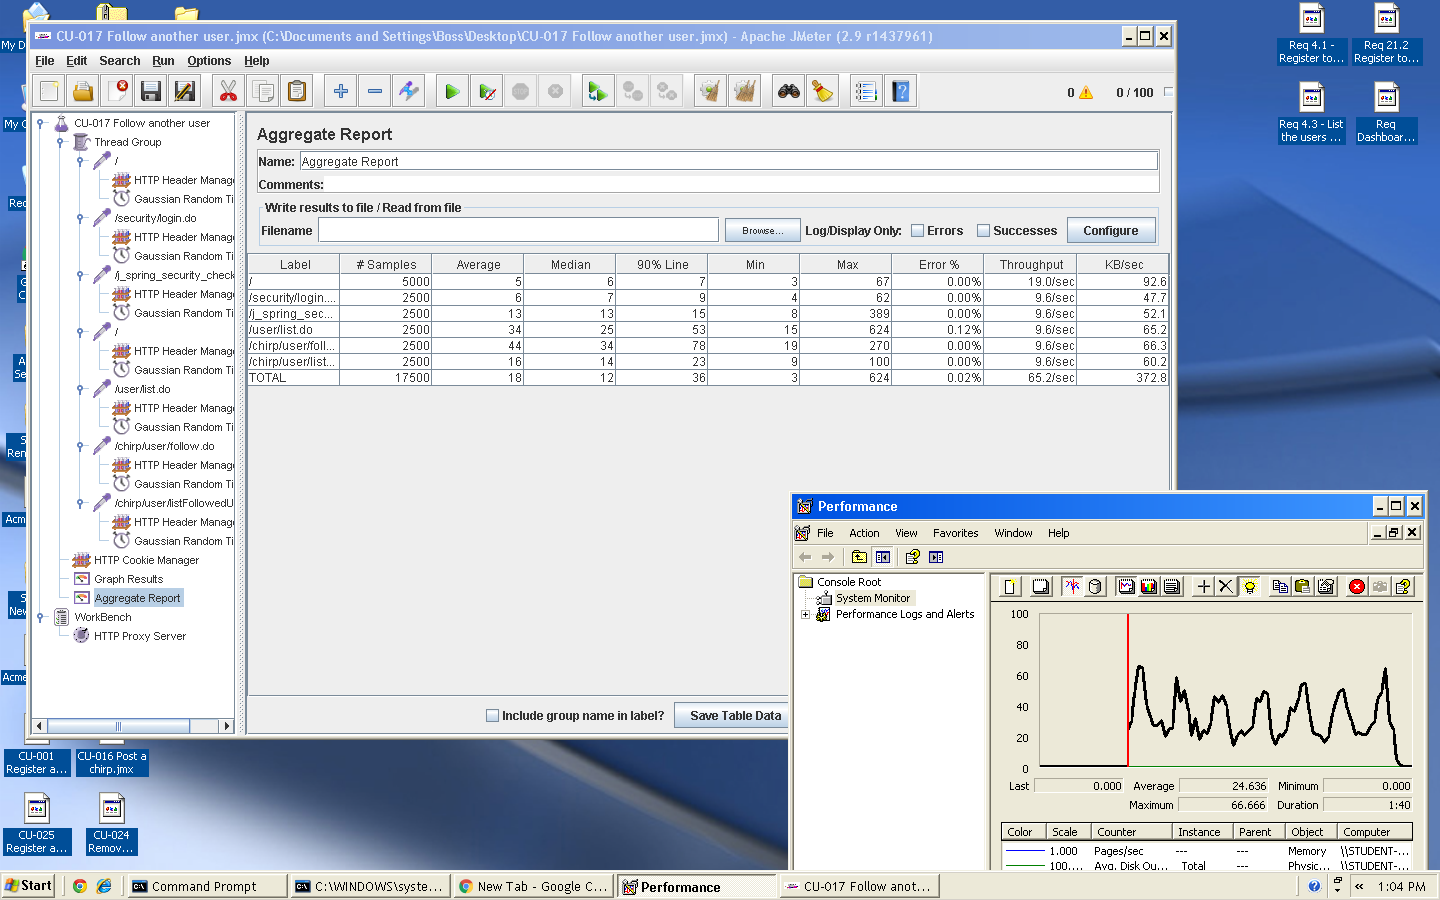 CU-017 Follow another user.jmx (C:\Documents and Settings\Boss\Desktop\CU-017 Follow another user.jmx) - Apache JMeter (2.9 r1437961)
File Edit Search Run Options Help
0 0 / 100
CU-017 Follow another user
Thread Group
/
HTTP Header Manag
Gaussian Random Ti
/security/login.do
HTTP Header Manag
Gaussian Random Ti
/j_spring_security_check
HTTP Header Manag
Gaussian Random Ti
/
HTTP Header Manag
Gaussian Random Ti
/user/list.do
HTTP Header Manag
Gaussian Random Ti
/chirp/user/follow.do
HTTP Header Manag
Gaussian Random Ti
/chirp/user/listFollowedU
HTTP Header Manag
Gaussian Random Ti
HTTP Cookie Manager
Graph Results
Aggregate Report
WorkBench
HTTP Proxy Server
Aggregate Report
Name: Aggregate Report
Comments:
Write results to file / Read from file
Filename Browse... Log/Display Only: Errors Successes Configure
Label # Samples Average Median 90% Line Min Max Error % Throughput KB/sec
/ 5000 5 6 7 3 67 0.00% 19.0/sec 92.6
/security/login.... 2500 6 7 9 4 62 0.00% 9.6/sec 47.7
/j_spring_sec... 2500 13 13 15 8 389 0.00% 9.6/sec 52.1
/user/list.do 2500 34 25 53 15 624 0.12% 9.6/sec 65.2
/chirp/user/foll... 2500 44 34 78 19 270 0.00% 9.6/sec 66.3
/chirp/user/list... 2500 16 14 23 9 100 0.00% 9.6/sec 60.2
TOTAL 17500 18 12 36 3 624 0.02% 65.2/sec 372.8
Include group name in label? Save Table Data
Performance
File Action View Favorites Window Help
Console Root
System Monitor
Performance Logs and Alerts
100
80
60
40
20
0
Last 0.000 Average 24.636 Minimum 0.000
Maximum 66.666 Duration 1:40
Color Scale Counter Instance Parent Object Computer
1.000 Pages/sec --- --- Memory \\STUDENT-...
100.... Avg. Disk Qu... _Total --- Physic... \\STUDENT-...
Req 4.1 -
Register to...
Req 21.2
Register to...
Req 4.3 - List
the users ...
Req
Dashboar...
My D
My C
Rec
G
C
A
Se
S
Ren
Acm
S
New
Acme
CU-001
Register a...
CU-016 Post a
chirp.jmx
CU-025
Register a...
CU-024
Remov...
Start Command Prompt C:\WINDOWS\syste... New Tab - Google C... Performance CU-017 Follow anot... « 1:04 PM